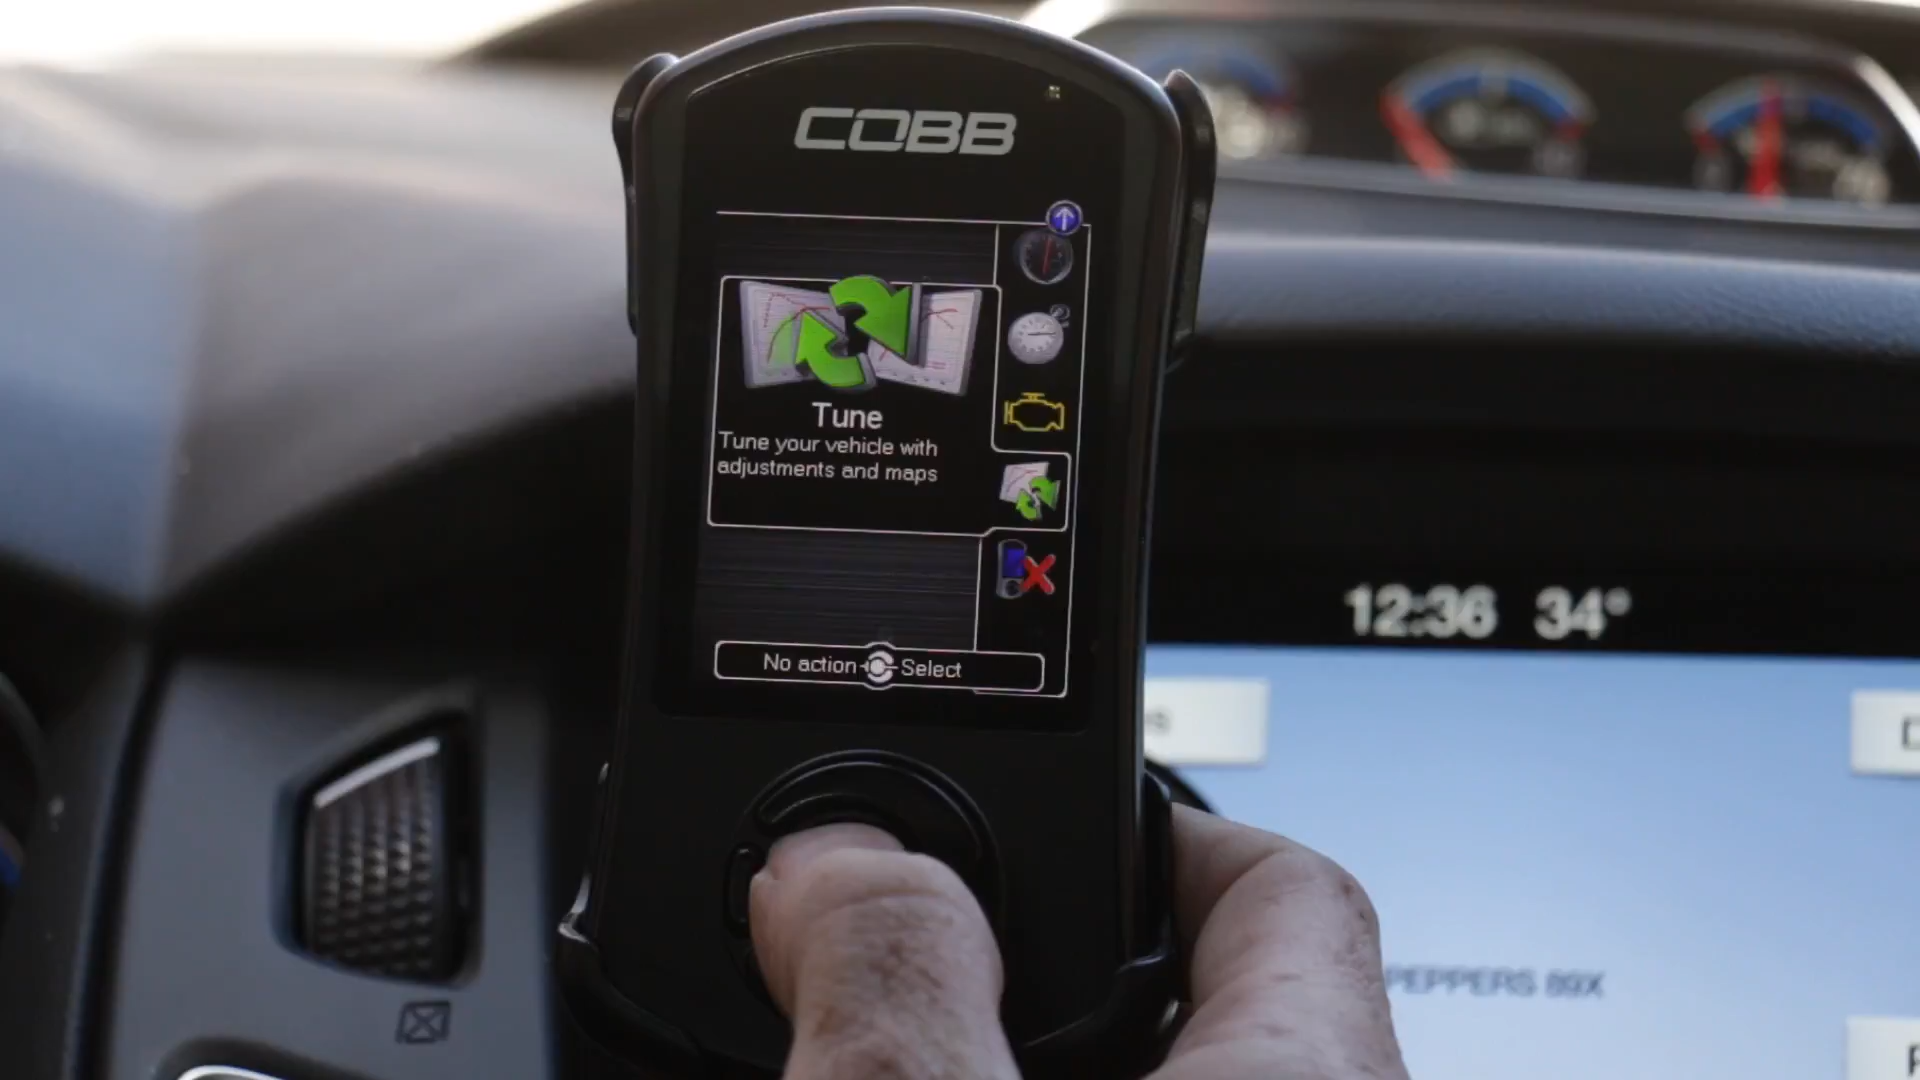 COBB
Tune
Tune your vehicle with
adjustments and maps
No action Select
12:36 34°
PEPPERS 89X